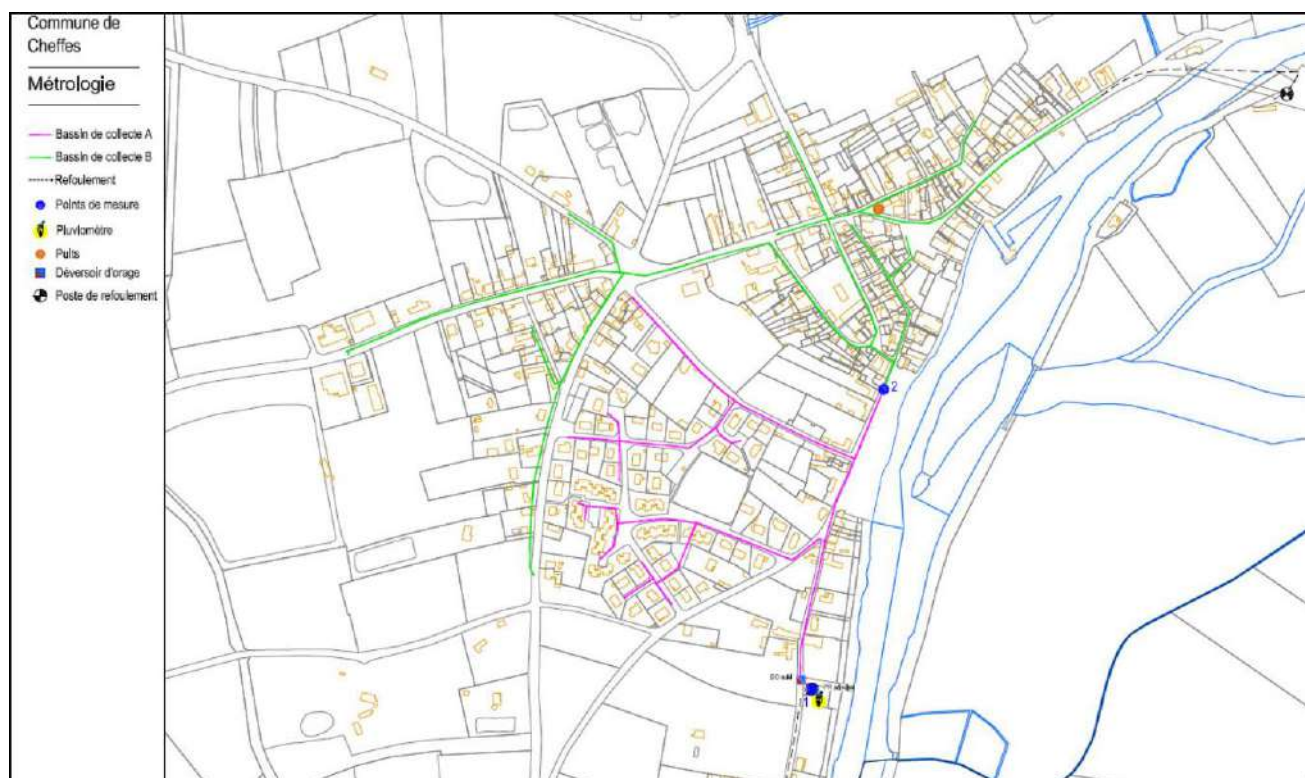 Commune de
Cheffes
Métrologie
Bassin de collecte A
Bassin de collecte B
Refoulement
Points de mesure
Pluviomètre
Puits
Déversoir d'orage
Poste de refoulement
2
1